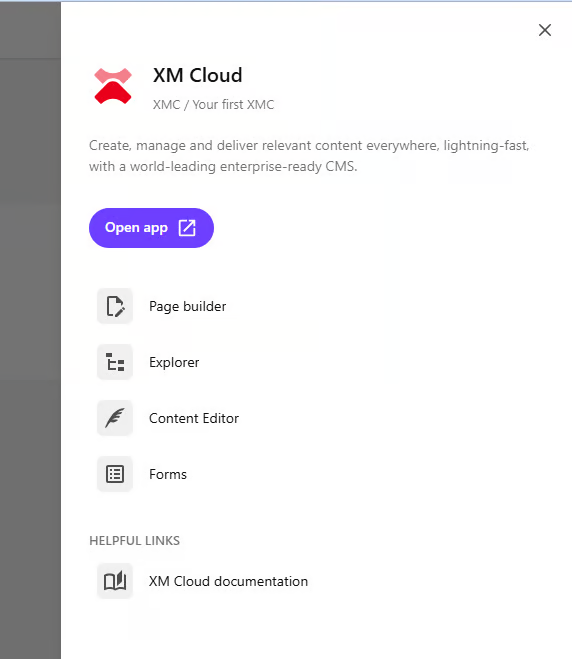 XM Cloud
XMC / Your first XMC
Create, manage and deliver relevant content everywhere, lightning-fast,
with a world-leading enterprise-ready CMS.
Open app
Page builder
Explorer
Content Editor
Forms
HELPFUL LINKS
XM Cloud documentation